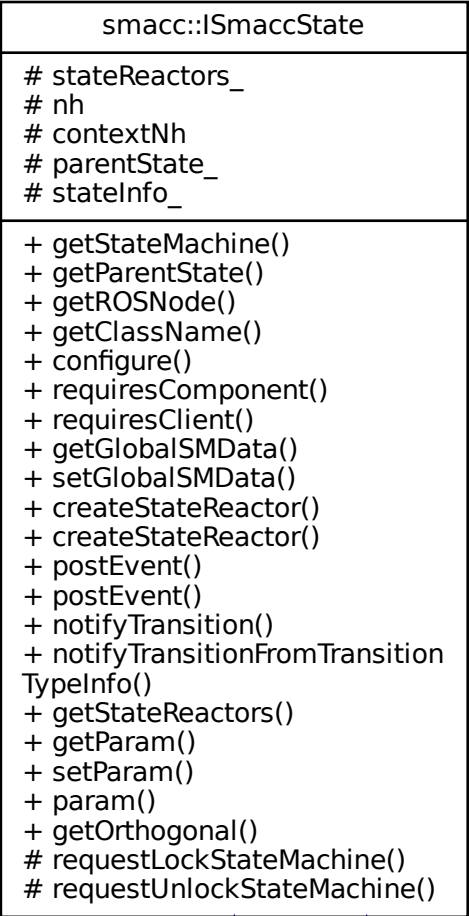 smacc::ISmaccState
# stateReactors_
# nh
# contextNh
# parentState_
# stateInfo_
+ getStateMachine()
+ getParentState()
+ getROSNode()
+ getClassName()
+ configure()
+ requiresComponent()
+ requiresClient()
+ getGlobalSMData()
+ setGlobalSMData()
+ createStateReactor()
+ createStateReactor()
+ postEvent()
+ postEvent()
+ notifyTransition()
+ notifyTransitionFromTransition
TypeInfo()
+ getStateReactors()
+ getParam()
+ setParam()
+ param()
+ getOrthogonal()
# requestLockStateMachine()
# requestUnlockStateMachine()